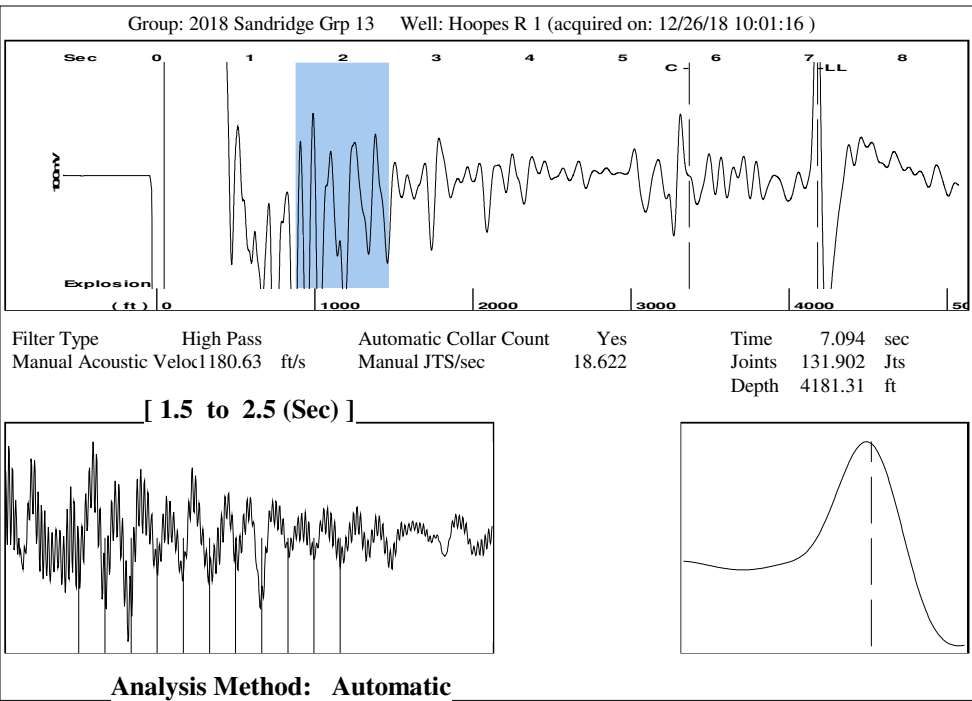 Group: 2018 Sandridge Grp 13 Well: Hoopes R 1 (acquired on: 12/26/18 10:01:16 )
Sec 0 1 2 3 4 5 6 7 8
C - -LL
100mV
Explosion
( ft ) 0 1000 2000 3000 4000 50
Filter Type High Pass Automatic Collar Count Yes Time 7.094 sec
Manual Acoustic Veloc1180.63 ft/s Manual JTS/sec 18.622 Joints 131.902 Jts
Depth 4181.31 ft
[ 1.5 to 2.5 (Sec) ]
Analysis Method: Automatic